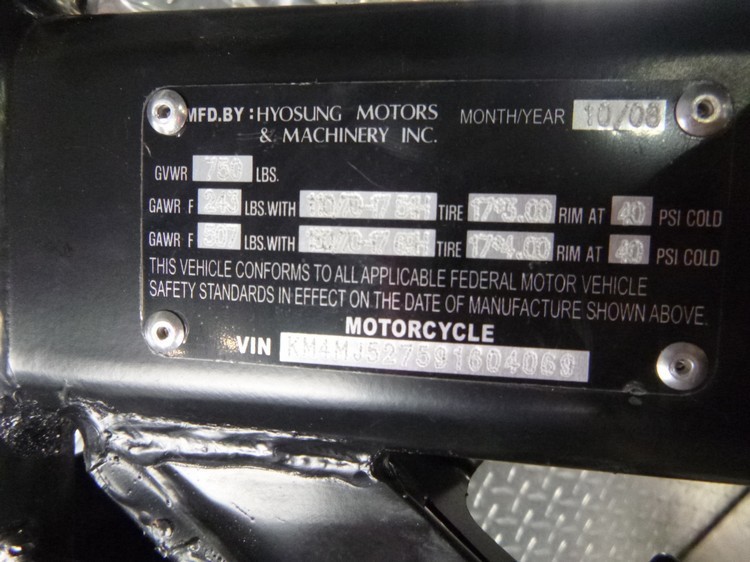 MFD.BY : HYOSUNG MOTORS & MACHINERY INC. MONTH/YEAR 10/08
GVWR 750 LBS.
GAWR F 243 LBS.WITH TIRE 17*3.00 RIM AT 40 PSI COLD
GAWR F 507 LBS.WITH TIRE 17*4.00 RIM AT 40 PSI COLD
THIS VEHICLE CONFORMS TO ALL APPLICABLE FEDERAL MOTOR VEHICLE
SAFETY STANDARDS IN EFFECT ON THE DATE OF MANUFACTURE SHOWN ABOVE.
MOTORCYCLE
VIN KM4MJ527591604069